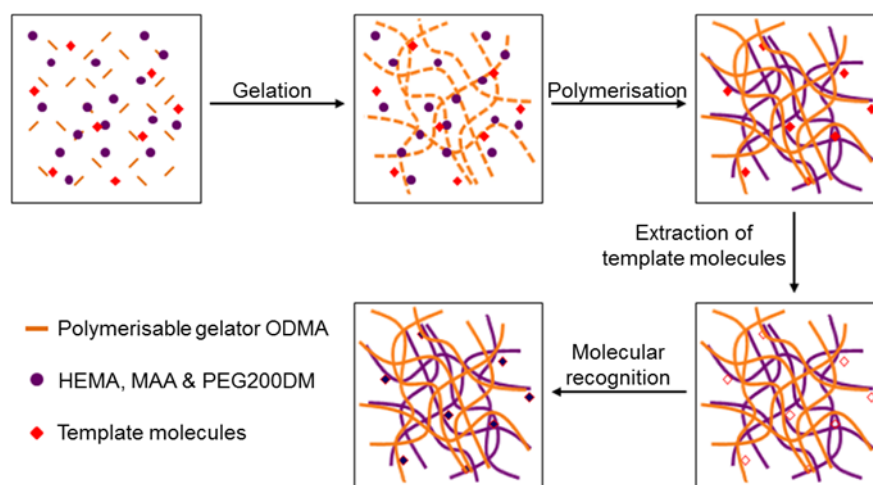 Gelation
Polymerisation
Extraction of
template molecules
Molecular
recognition
Polymerisable gelator ODMA
HEMA, MAA & PEG200DM
Template molecules